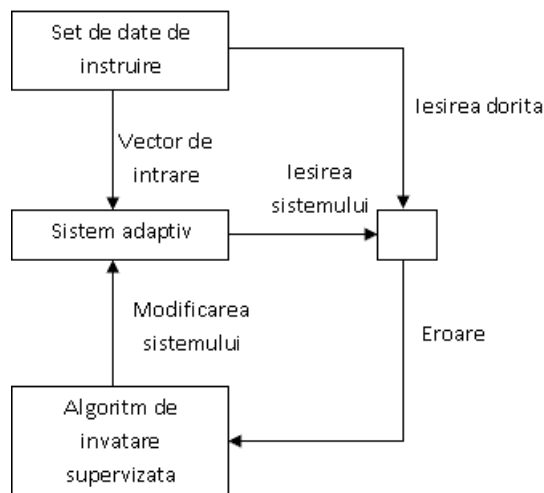 Set de date de
instruire
Iesirea dorita
Vector de
intrare
Iesirea
sistemului
Sistem adaptiv
Modificarea
sistemului
Eroare
Algoritm de
invatare
supervizata